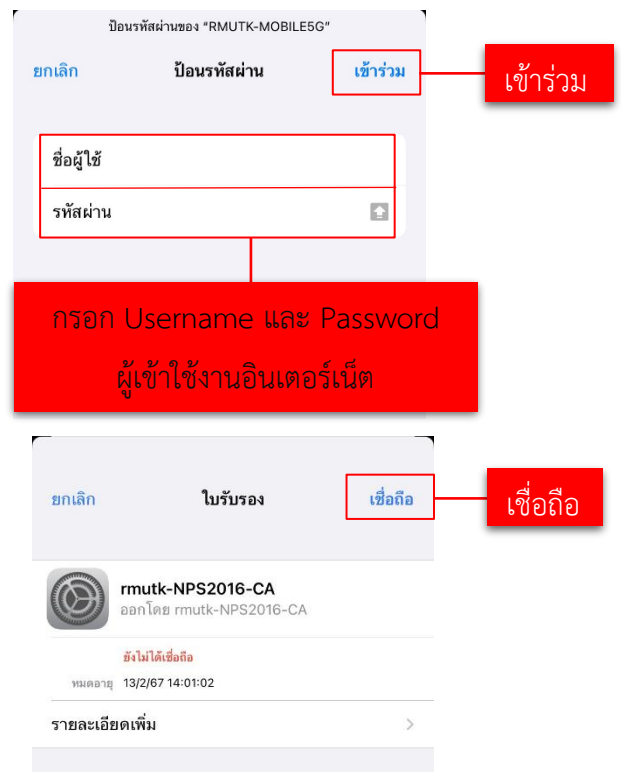 ป้อนรหัสผ่านของ “RMUTK-MOBILE5G”
ยกเลิก ป้อนรหัสผ่าน เข้าร่วม
เข้าร่วม
ชื่อผู้ใช้
รหัสผ่าน
กรอก Username และ Password
ผู้เข้าใช้งานอินเตอร์เน็ต
ยกเลิก ใบรับรอง เชื่อถือ
เชื่อถือ
rmutk-NPS2016-CA
ออกโดย rmutk-NPS2016-CA
ยังไม่ได้เชื่อถือ
หมดอายุ 13/2/67 14:01:02
รายละเอียดเพิ่ม